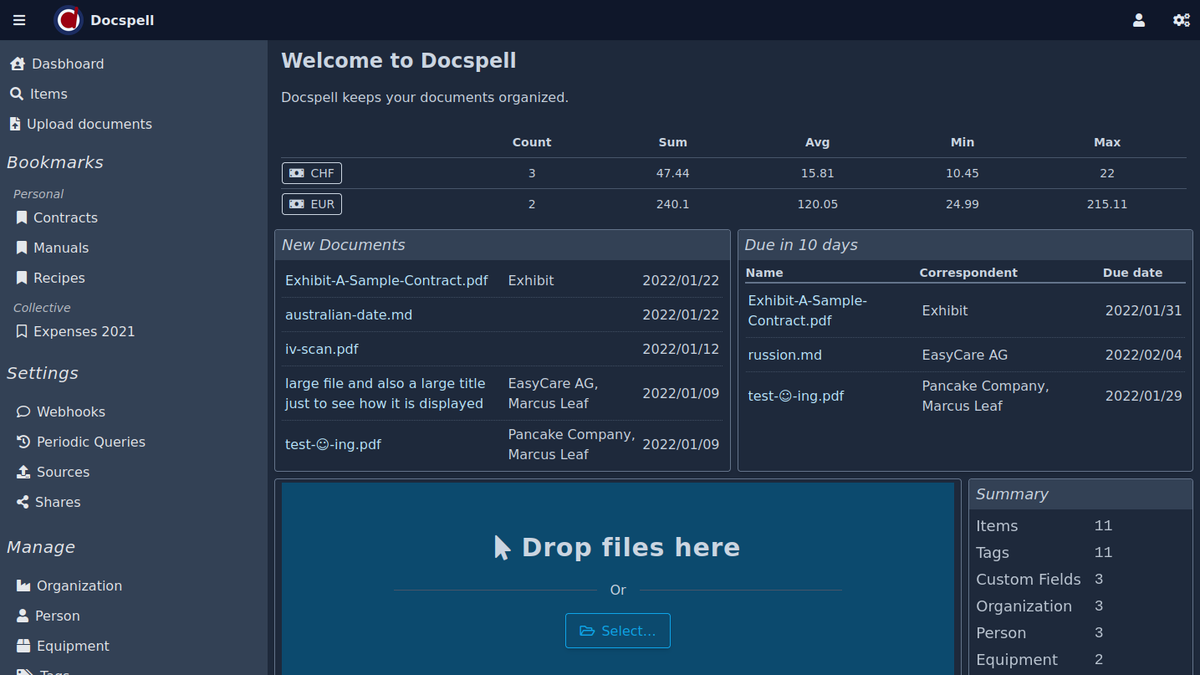 Docspell
Dasbhoard
Items
Upload documents
Bookmarks
Personal
Contracts
Manuals
Recipes
Collective
Expenses 2021
Settings
Webhooks
Periodic Queries
Sources
Shares
Manage
Organization
Person
Equipment
Tags
Welcome to Docspell
Docspell keeps your documents organized.
Count Sum Avg Min Max
CHF 3 47.44 15.81 10.45 22
EUR 2 240.1 120.05 24.99 215.11
New Documents
Exhibit-A-Sample-Contract.pdf Exhibit 2022/01/22
australian-date.md 2022/01/22
iv-scan.pdf 2022/01/12
large file and also a large title EasyCare AG,
just to see how it is displayed Marcus Leaf 2022/01/09
test-☺-ing.pdf Pancake Company, 2022/01/09
Marcus Leaf
Due in 10 days
Name Correspondent Due date
Exhibit-A-Sample- Exhibit 2022/01/31
Contract.pdf
russion.md EasyCare AG 2022/02/04
test-☺-ing.pdf Pancake Company, 2022/01/29
Marcus Leaf
Drop files here
Or
Select...
Summary
Items 11
Tags 11
Custom Fields 3
Organization 3
Person 3
Equipment 2